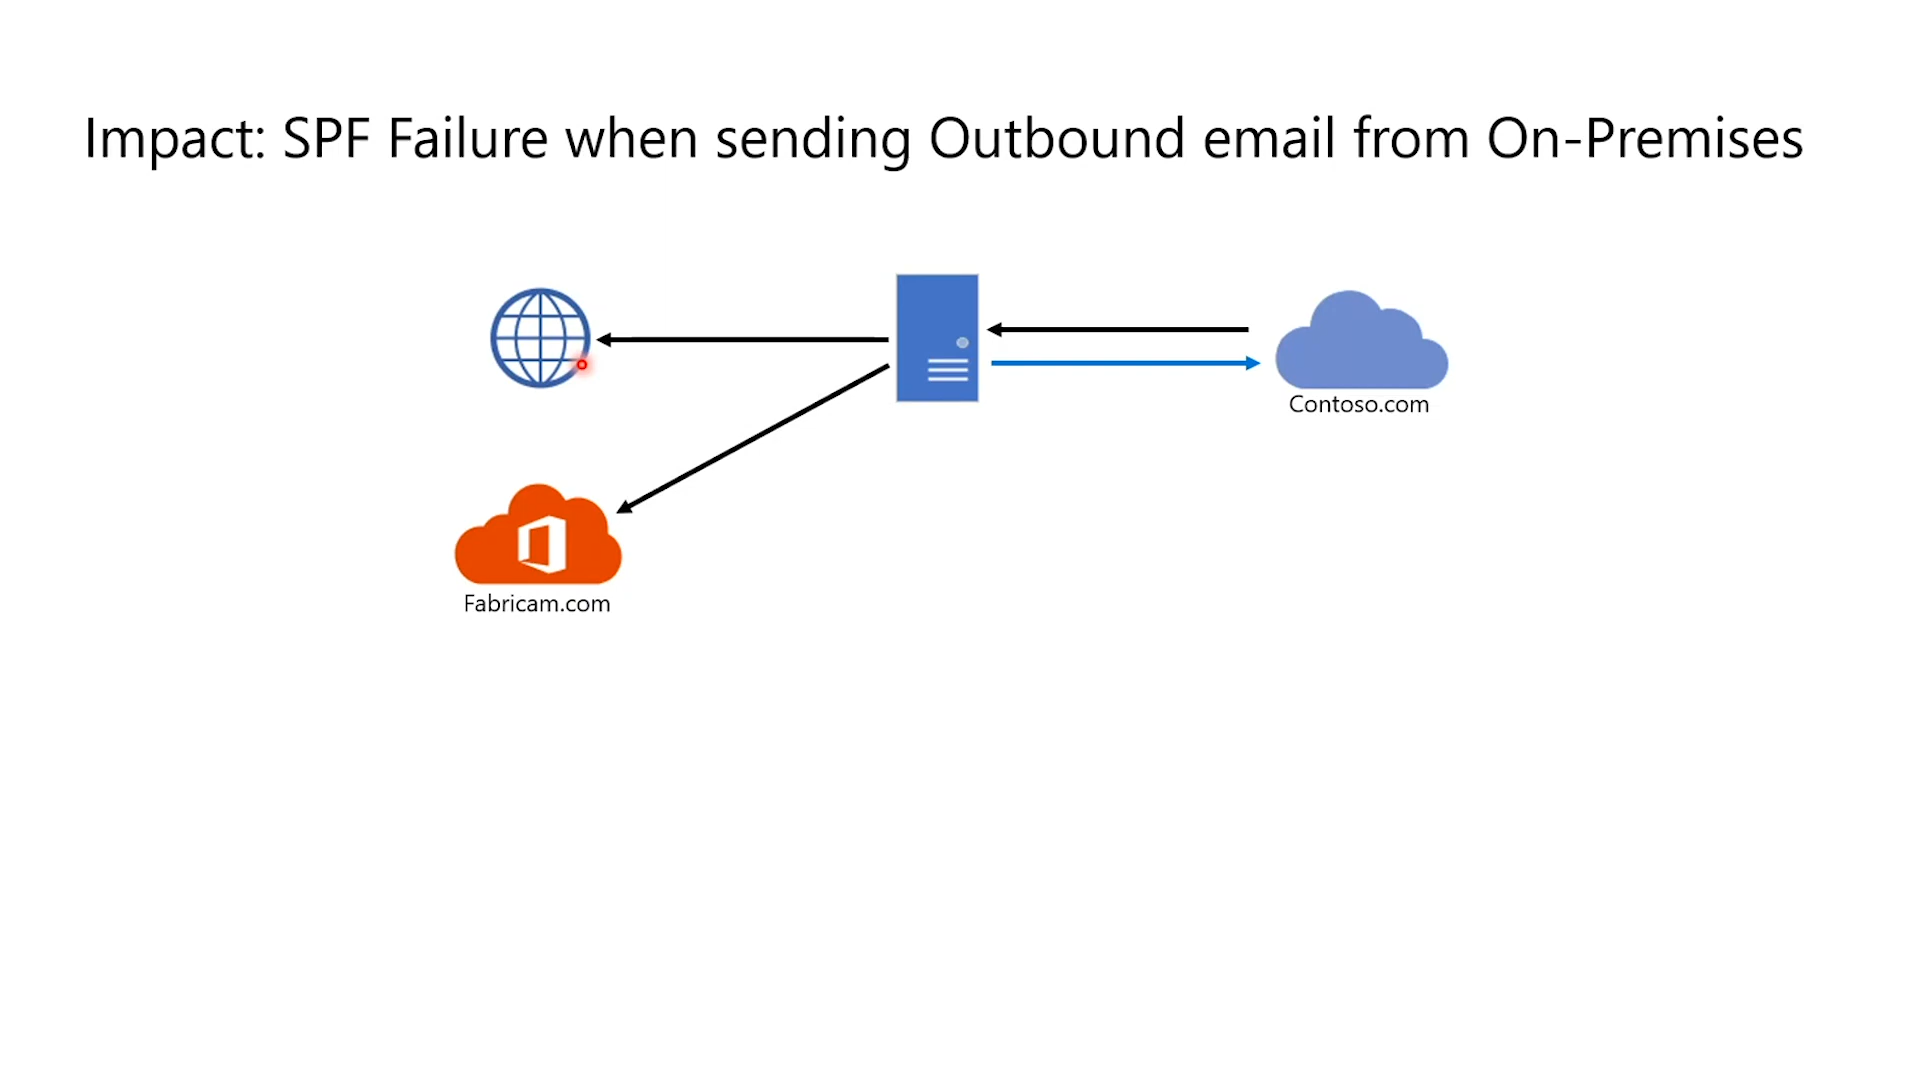 Impact: SPF Failure when sending Outbound email from On-Premises
Contoso.com
Fabricam.com